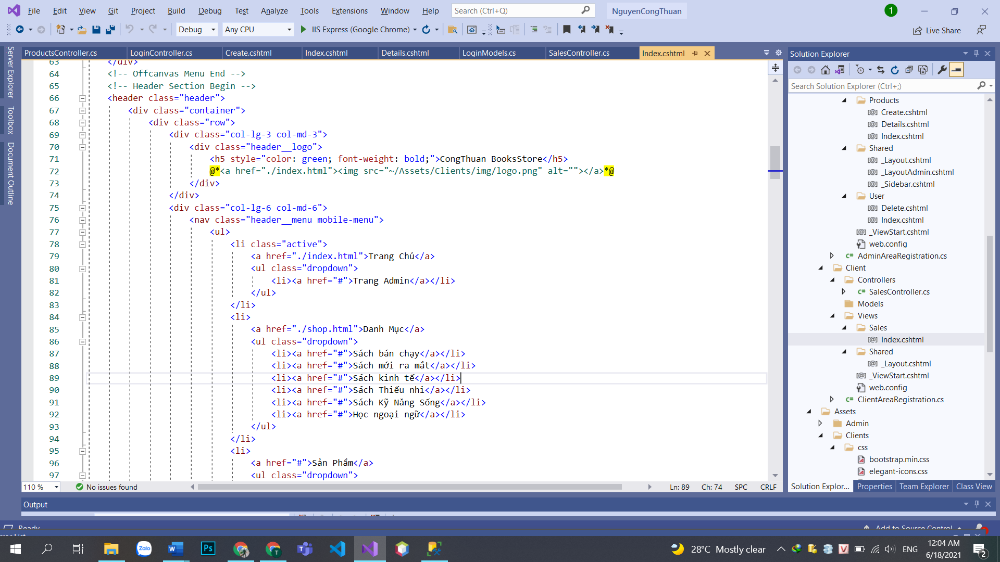 File Edit View Git Project Build Debug Test Analyze Tools Extensions Window Help Search (Ctrl+Q) NguyenCongThuan 1
Debug Any CPU IIS Express (Google Chrome) Live Share
Server Explorer
Toolbox
Document Outline
ProductsController.cs LoginController.cs Create.cshtml Index.cshtml Details.cshtml LoginModels.cs SalesController.cs Index.cshtml
63 </div>
64 <!-- Offcanvas Menu End -->
65 <!-- Header Section Begin -->
66 <header class="header">
67 <div class="container">
68 <div class="row">
69 <div class="col-lg-3 col-md-3">
70 <div class="header__logo">
71 <h5 style="color: green; font-weight: bold;">CongThuan BooksStore</h5>
72 @*<a href="./index.html"><img src="~/Assets/Clients/img/logo.png" alt=""></a>*@
73 </div>
74 </div>
75 <div class="col-lg-6 col-md-6">
76 <nav class="header__menu mobile-menu">
77 <ul>
78 <li class="active">
79 <a href="./index.html">Trang Chủ</a>
80 <ul class="dropdown">
81 <li><a href="#">Trang Admin</a></li>
82 </ul>
83 </li>
84 <li>
85 <a href="./shop.html">Danh Mục</a>
86 <ul class="dropdown">
87 <li><a href="#">Sách bán chạy</a></li>
88 <li><a href="#">Sách mới ra mắt</a></li>
89 <li><a href="#">Sách kinh tế</a></li>
90 <li><a href="#">Sách Thiếu nhi</a></li>
91 <li><a href="#">Sách Kỹ Năng Sống</a></li>
92 <li><a href="#">Học ngoại ngữ</a></li>
93 </ul>
94 </li>
95 <li>
96 <a href="#">Sản Phẩm</a>
97 <ul class="dropdown">
110 % No issues found Ln: 89 Ch: 74 SPC CRLF
Solution Explorer
Search Solution Explorer (Ctrl+;)
Products
Create.cshtml
Details.cshtml
Index.cshtml
Shared
_Layout.cshtml
_LayoutAdmin.cshtml
_Sidebar.cshtml
User
Delete.cshtml
Index.cshtml
_ViewStart.cshtml
web.config
AdminAreaRegistration.cs
Client
Controllers
SalesController.cs
Models
Views
Sales
Index.cshtml
Shared
_Layout.cshtml
_ViewStart.cshtml
web.config
ClientAreaRegistration.cs
Assets
Admin
Clients
css
bootstrap.min.css
elegant-icons.css
Solution Explor... Properties Team Explorer Class View
Output
Ready Add to Source Control
Zalo Ps T 28°C Mostly clear ENG 12:04 AM
6/18/2021 2